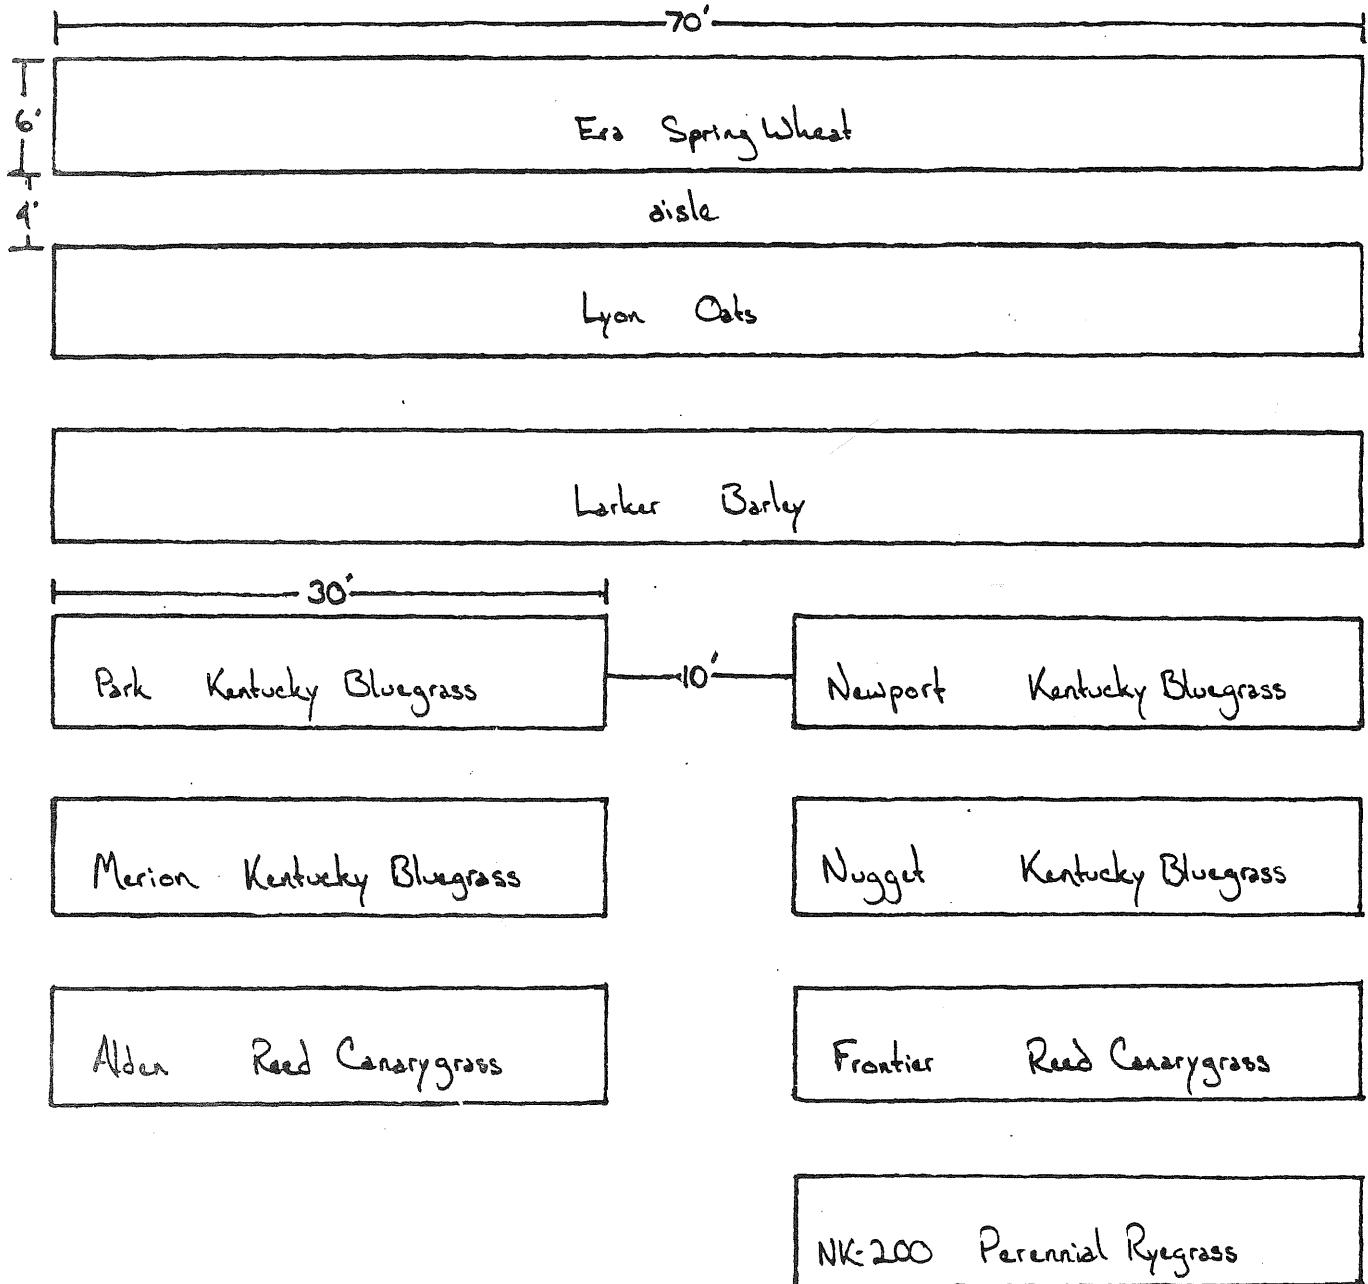 70'
6'
Era Spring Wheat
4'
aisle
Lyon Oats
Larker Barley
30'
Park Kentucky Bluegrass
10'
Newport Kentucky Bluegrass
Merion Kentucky Bluegrass
Nugget Kentucky Bluegrass
Alden Reed Canarygrass
Frontier Reed Canarygrass
NK-200 Perennial Ryegrass